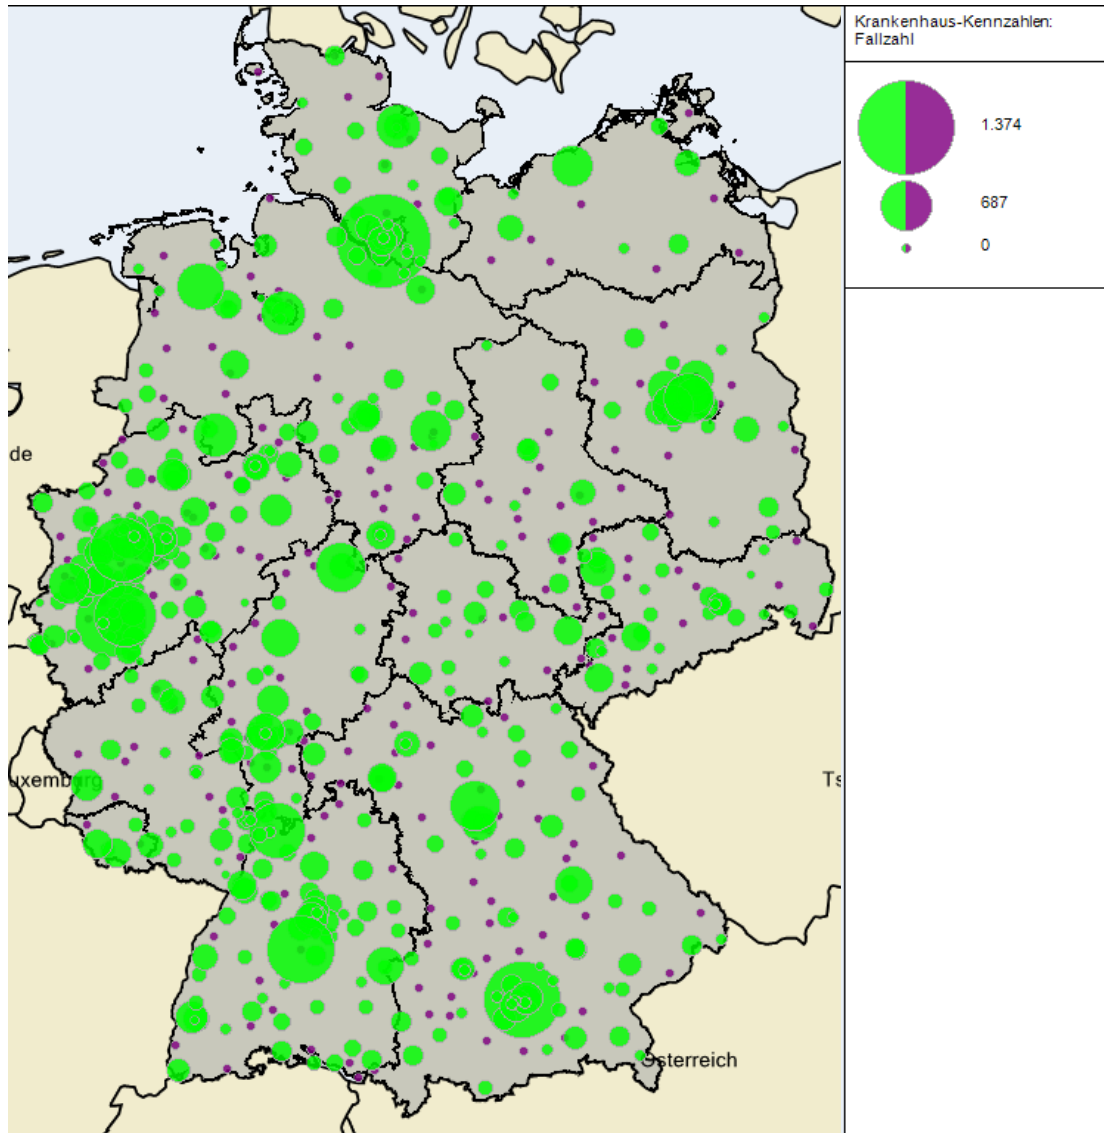 Krankenhaus-Kennzahlen:
Fallzahl
1.374
687
0
de
uxemburg
Ts
Österreich